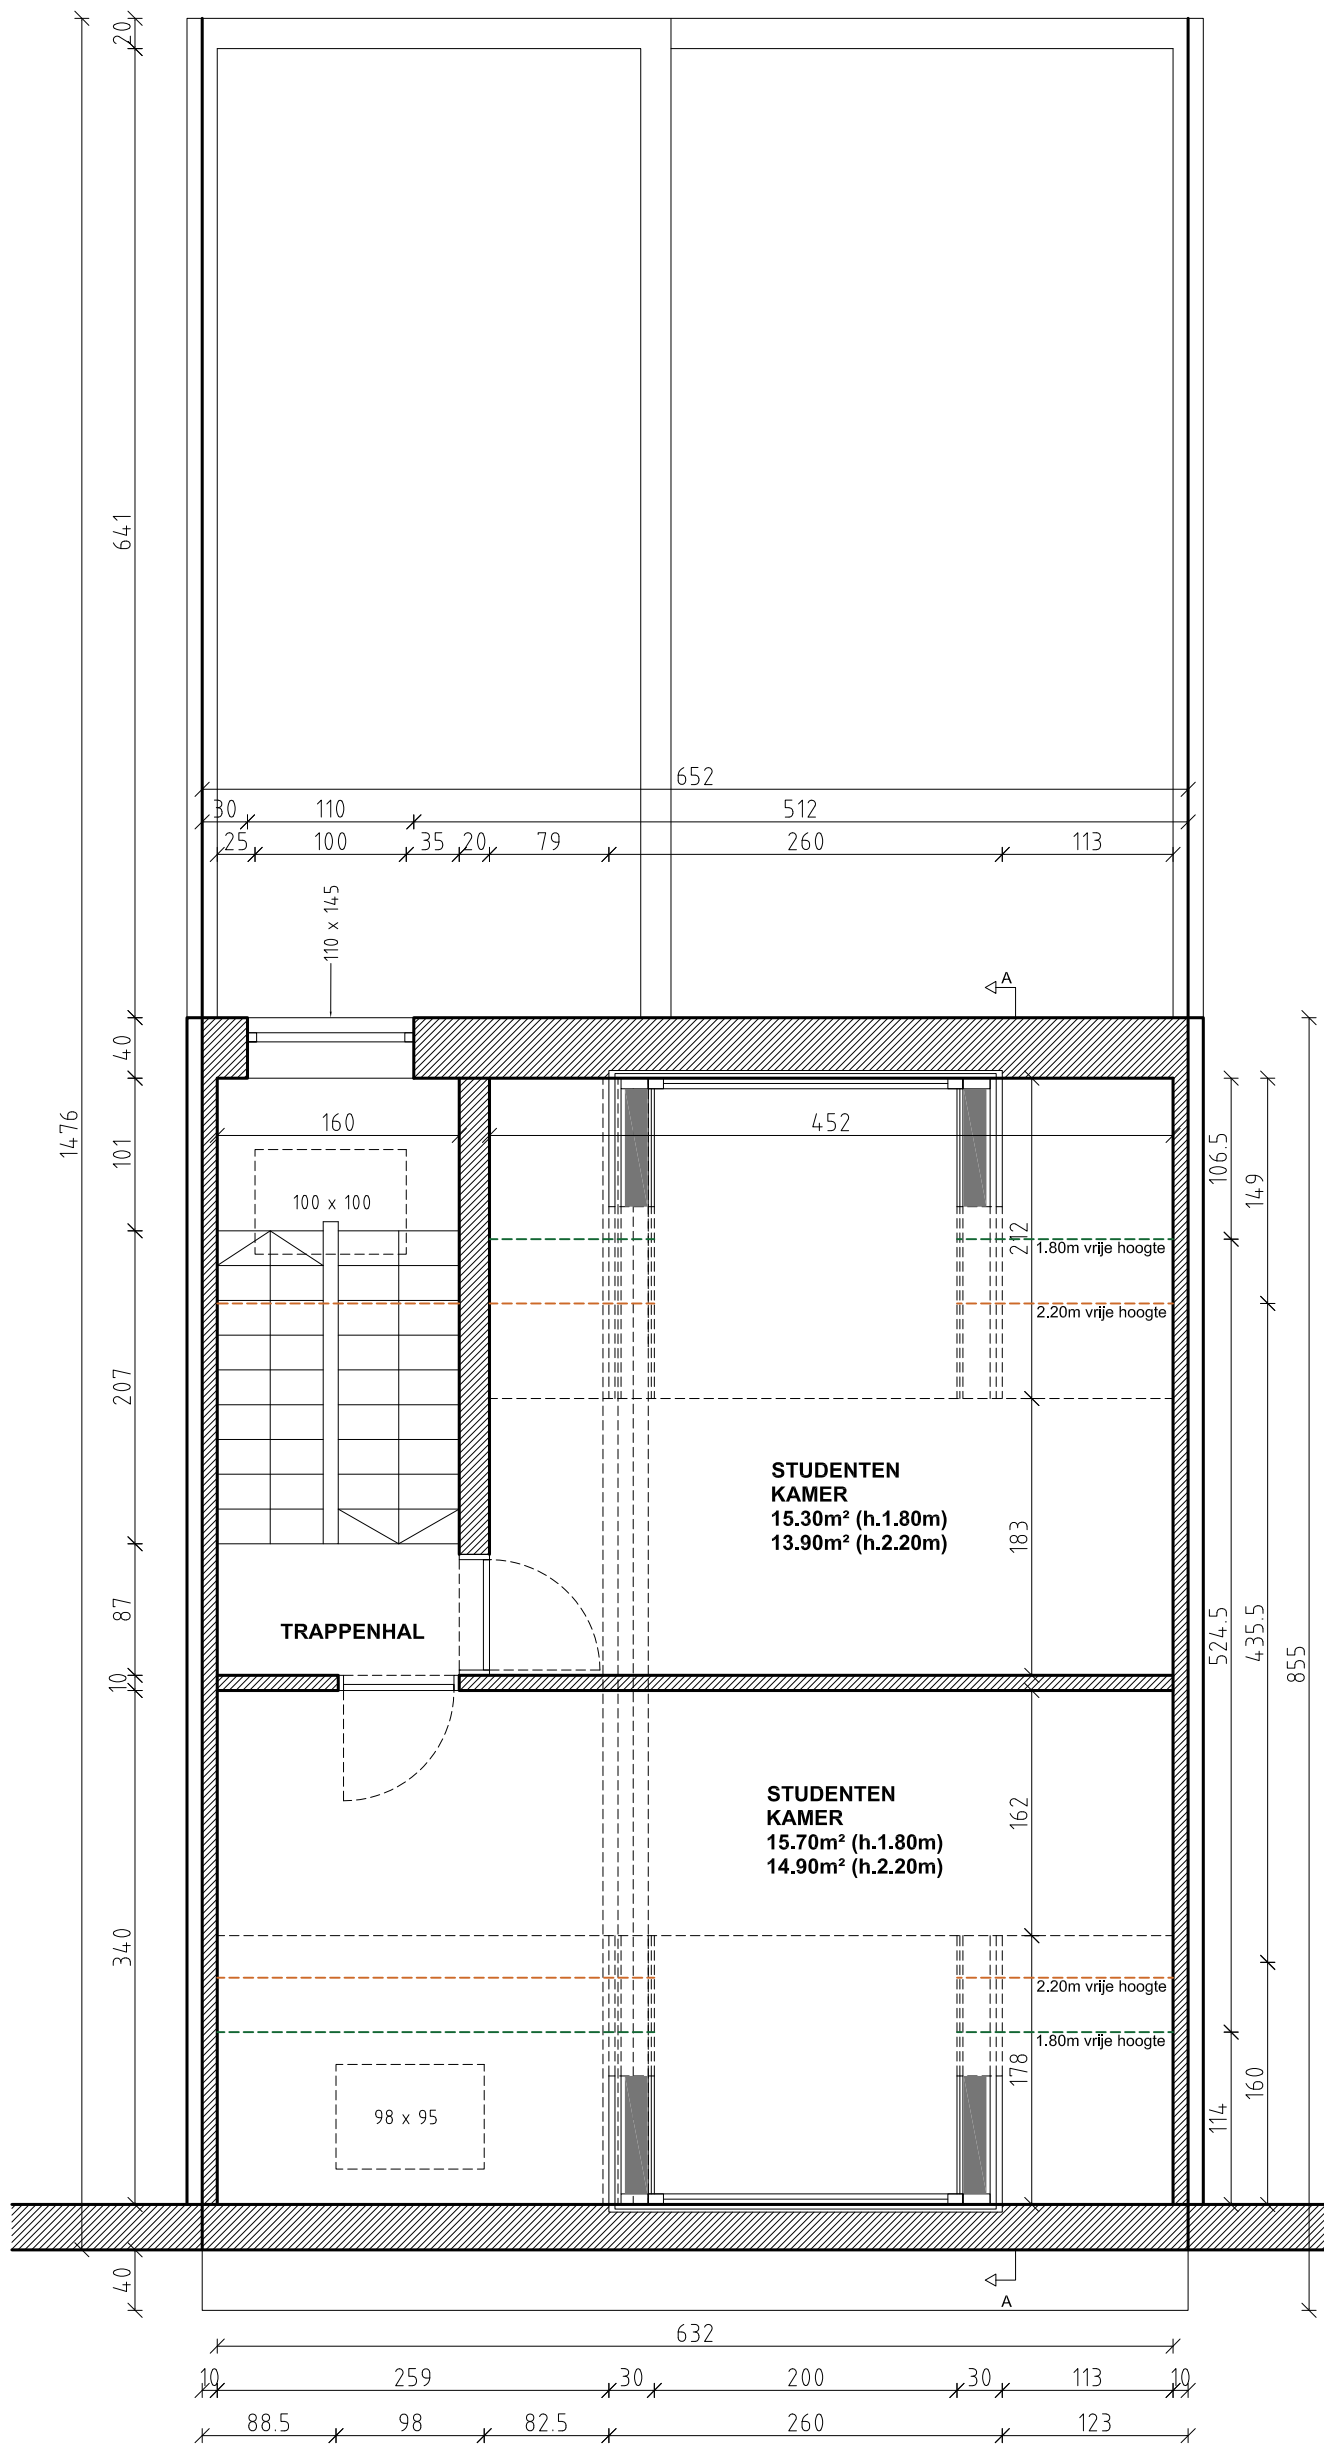 20
641
1476
652
30 110 512
25 100 35 20 79 260 113
110 x 145
A
40
101
160
452
100 x 100
106.5
149
212
1.80m vrije hoogte
2.20m vrije hoogte
207
STUDENTEN
KAMER
15.30m² (h.1.80m)
13.90m² (h.2.20m)
183
87
TRAPPENHAL
524.5
435.5
855
10
STUDENTEN
KAMER
15.70m² (h.1.80m)
14.90m² (h.2.20m)
162
340
2.20m vrije hoogte
1.80m vrije hoogte
178
98 x 95
114
160
40
A
632
10 259 30 200 30 113 10
88.5 98 82.5 260 123